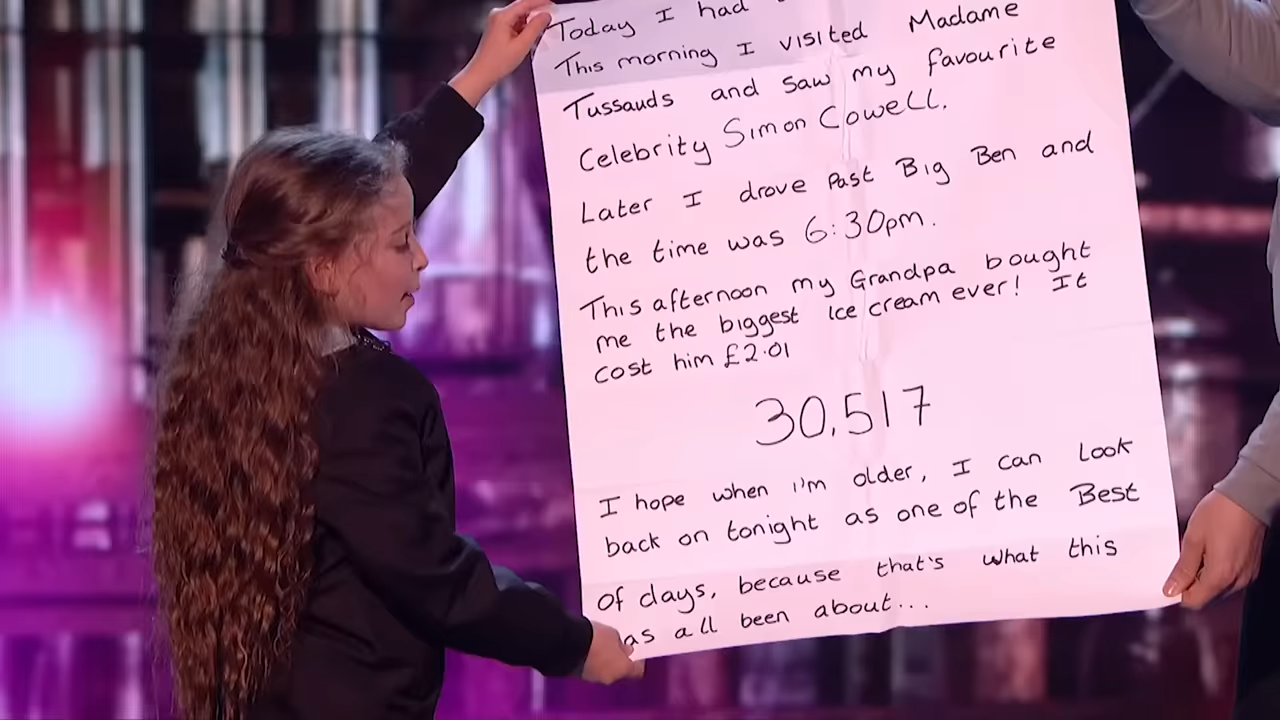 Today I had
This morning I visited Madame
Tussauds and saw my favourite
Celebrity Simon Cowell.
Later I drove Past Big Ben and
the time was 6:30pm.
This afternoon my Grandpa bought
me the biggest Ice cream ever! It
cost him £2.01
30,517
I hope when i'm older, I can Look
back on tonight as one of the Best
of days, because that's what this
as all been about...